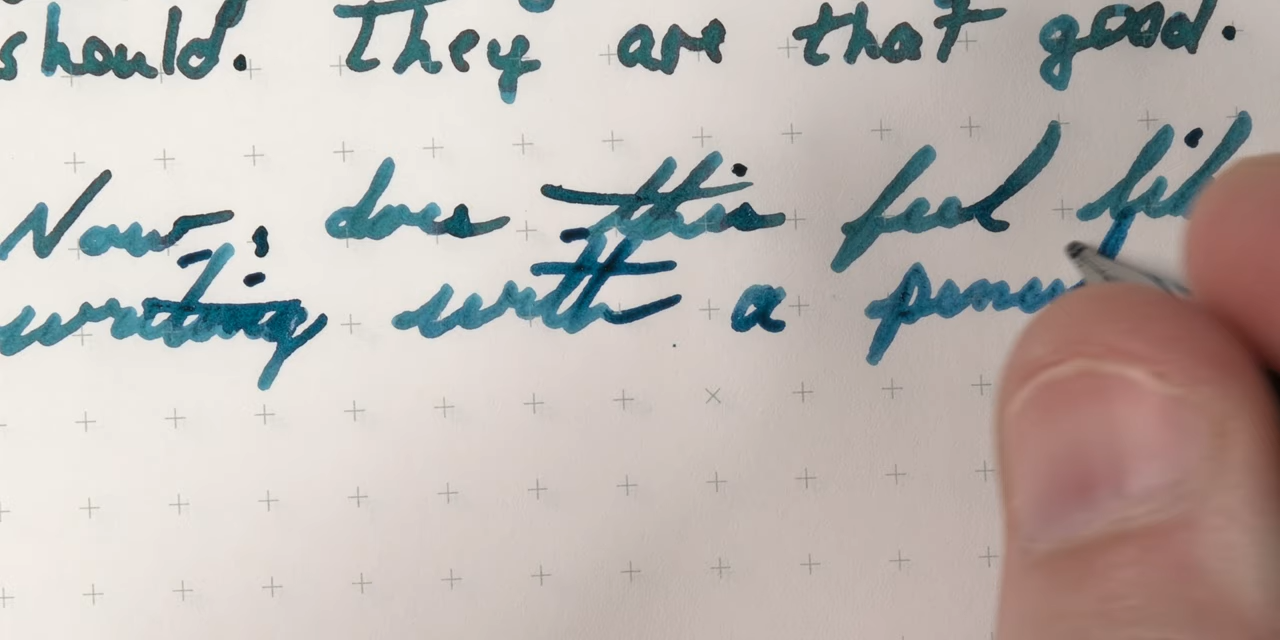 should. They are that good.
Now: does this feel
writing with a